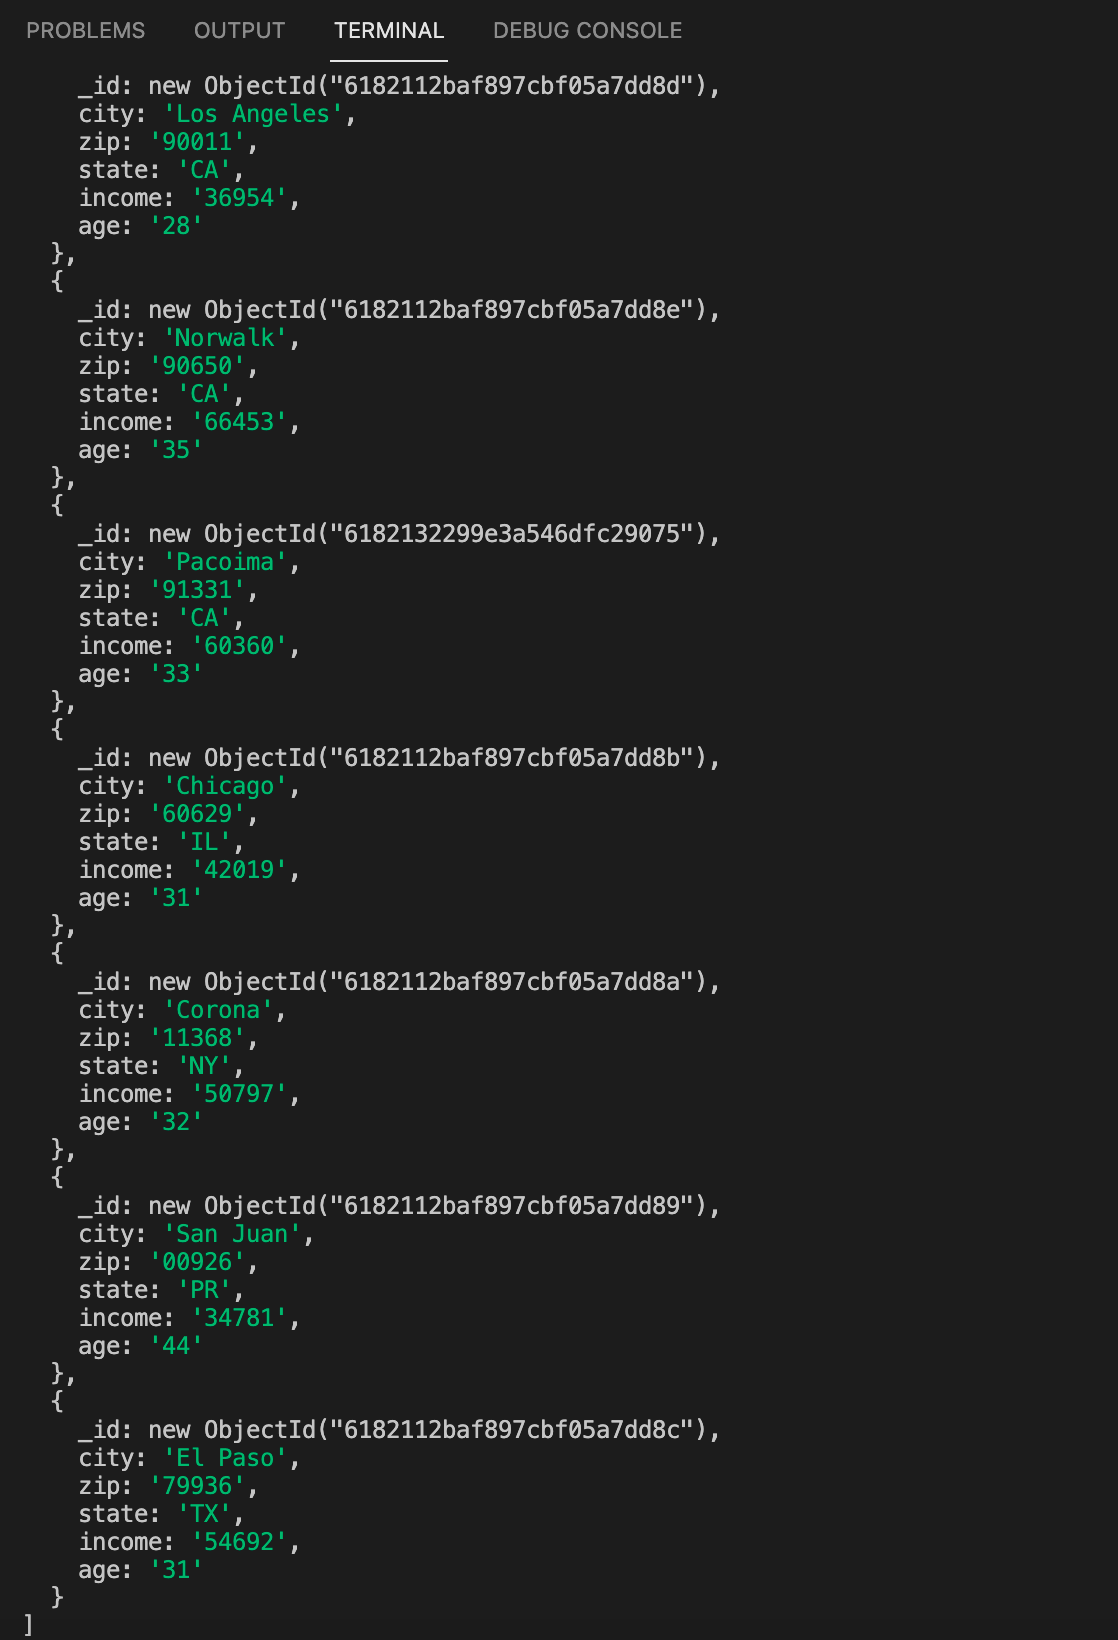 PROBLEMS OUTPUT TERMINAL DEBUG CONSOLE
_id: new ObjectId("6182112baf897cbf05a7dd8d"),
city: 'Los Angeles',
zip: '90011',
state: 'CA',
income: '36954',
age: '28'
},
{
_id: new ObjectId("6182112baf897cbf05a7dd8e"),
city: 'Norwalk',
zip: '90650',
state: 'CA',
income: '66453',
age: '35'
},
{
_id: new ObjectId("6182132299e3a546dfc29075"),
city: 'Pacoima',
zip: '91331',
state: 'CA',
income: '60360',
age: '33'
},
{
_id: new ObjectId("6182112baf897cbf05a7dd8b"),
city: 'Chicago',
zip: '60629',
state: 'IL',
income: '42019',
age: '31'
},
{
_id: new ObjectId("6182112baf897cbf05a7dd8a"),
city: 'Corona',
zip: '11368',
state: 'NY',
income: '50797',
age: '32'
},
{
_id: new ObjectId("6182112baf897cbf05a7dd89"),
city: 'San Juan',
zip: '00926',
state: 'PR',
income: '34781',
age: '44'
},
{
_id: new ObjectId("6182112baf897cbf05a7dd8c"),
city: 'El Paso',
zip: '79936',
state: 'TX',
income: '54692',
age: '31'
}
]